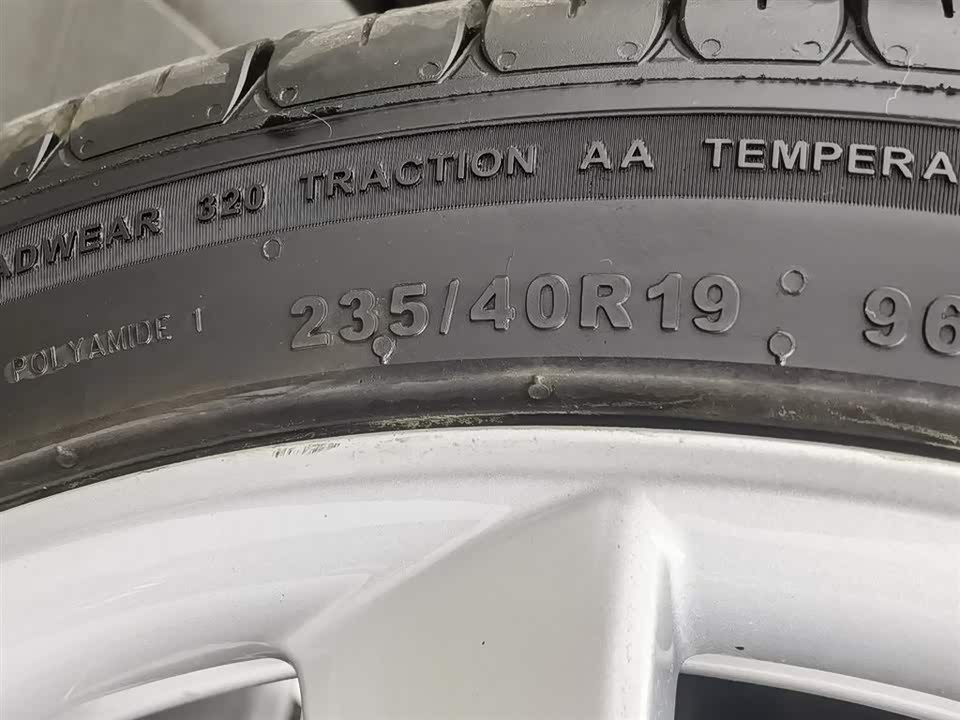 ADWEAR 320 TRACTION AA TEMPERA
POLYAMIDE 1 235/40R19 96